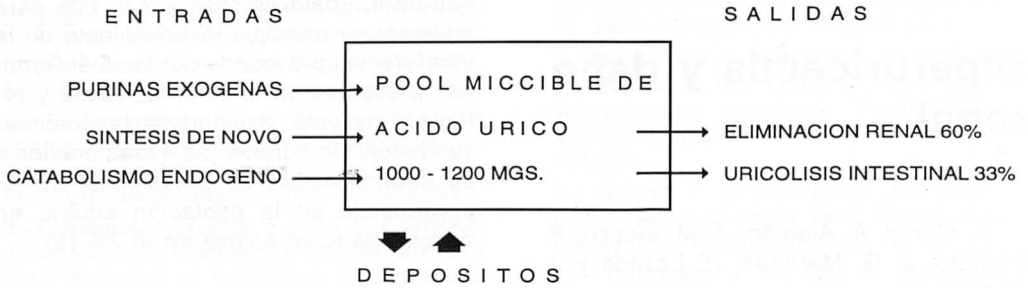 ENTRADAS
SALIDAS
PURINAS EXOGENAS
POOL MICCIBLE DE
SINTESIS DE NOVO
ACIDO URICO
ELIMINACION RENAL 60%
CATABOLISMO ENDOGENO
1000 - 1200 MGS.
URICOLISIS INTESTINAL 33%
DEPOSITOS